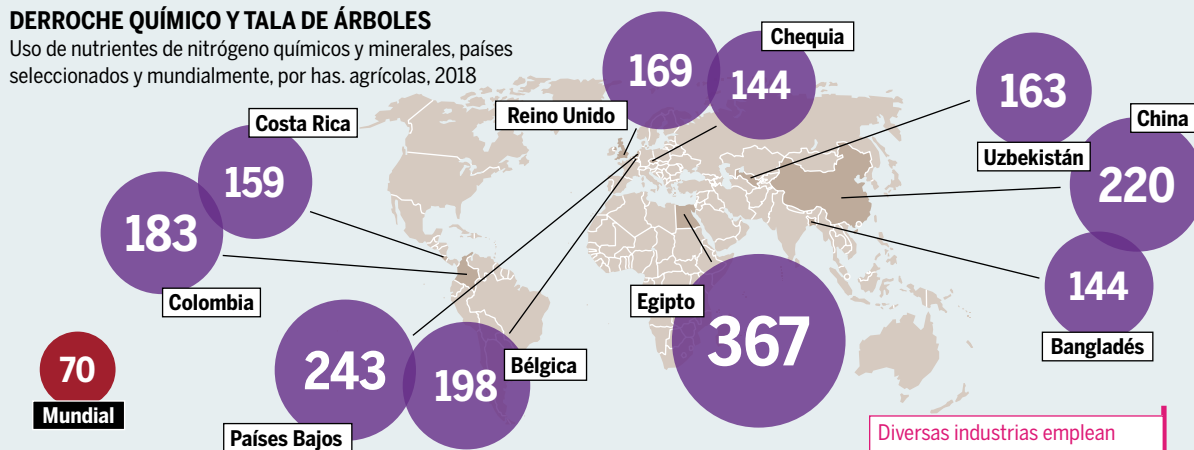 DERROCHE QUÍMICO Y TALA DE ÁRBOLES
Uso de nutrientes de nitrógeno químicos y minerales, países
seleccionados y mundialmente, por has. agrícolas, 2018
Costa Rica
159
183
Colombia
70
Mundial
243
Países Bajos
198
Bélgica
Reino Unido
169
Chequia
144
163
Uzbekistán
China
220
144
Bangladés
Egipto
367
Diversas industrias emplean